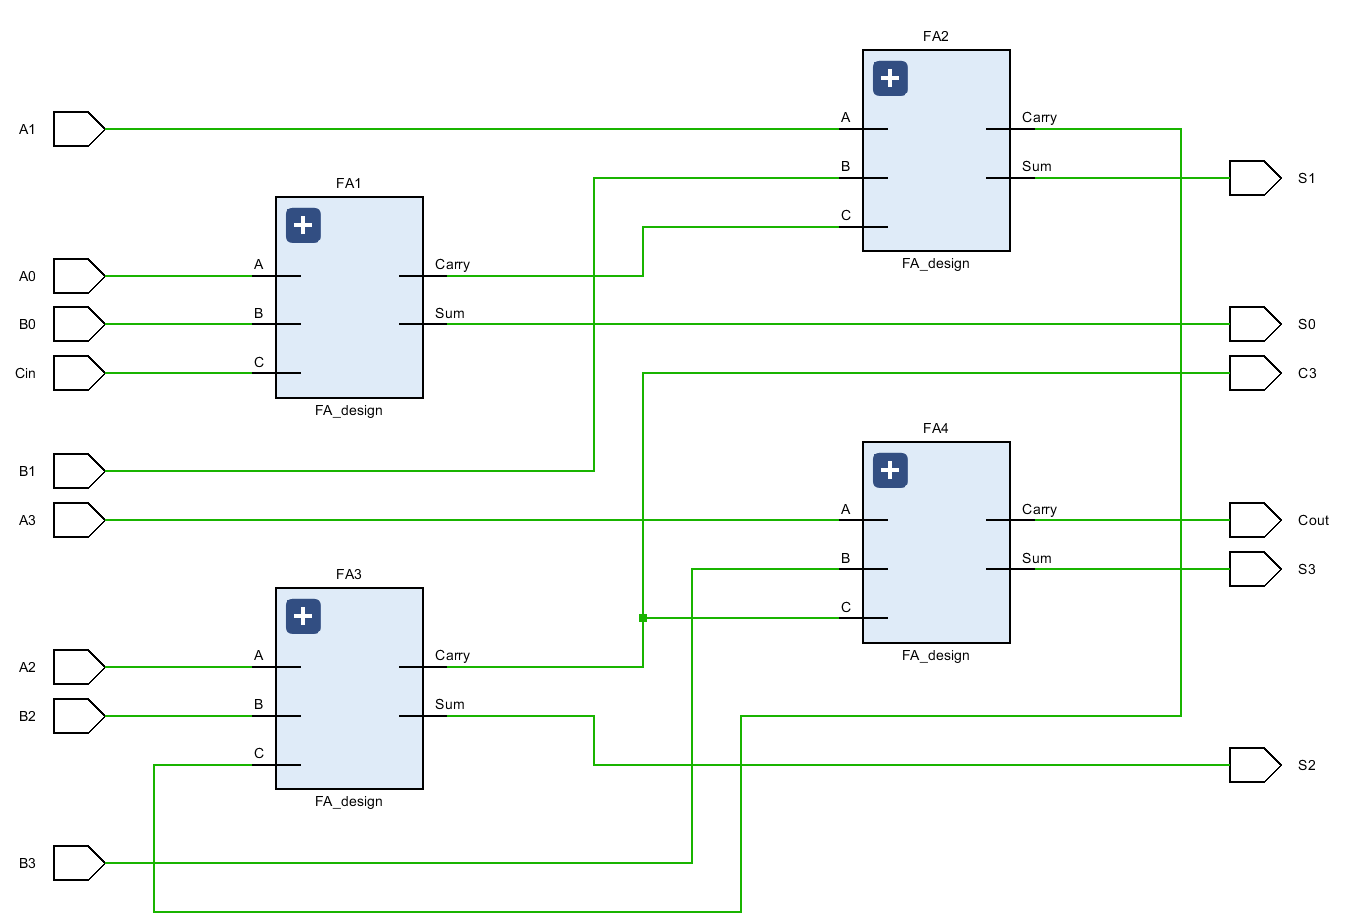 FA2
A
Carry
A1
B
Sum
S1
FA1
C
FA_design
A
Carry
A0
B
Sum
B0
S0
C
Cin
C3
FA_design
FA4
B1
A
Carry
A3
Cout
B
Sum
S3
FA3
C
FA_design
A
Carry
A2
B
Sum
B2
C
S2
FA_design
B3